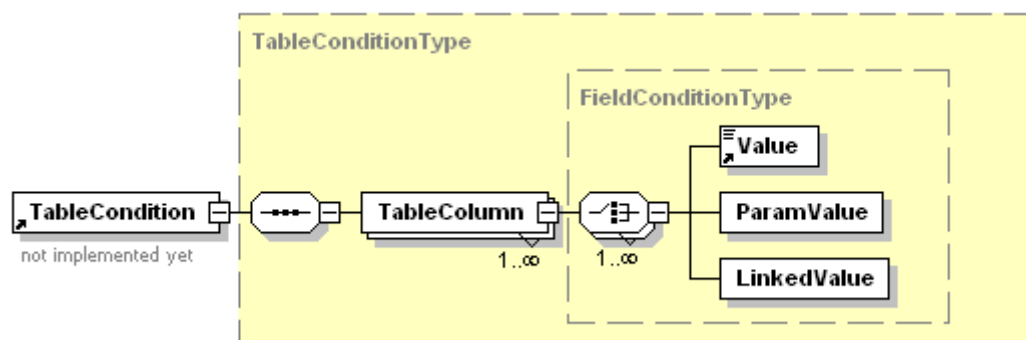 TableConditionType
FieldConditionType
Value
TableCondition
TableColumn
ParamValue
not implemented yet
1..∞
1..∞
LinkedValue